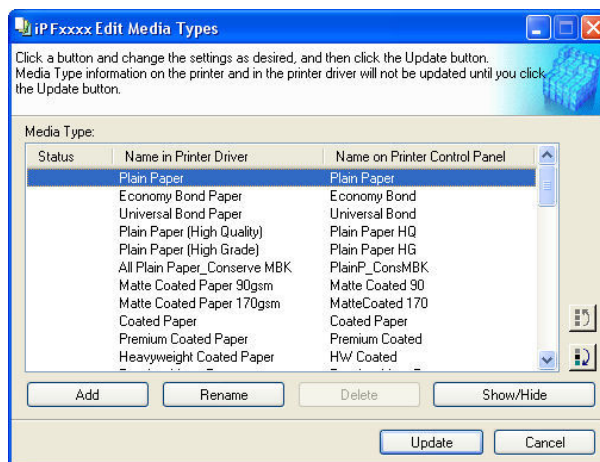 iPFxxxx Edit Media Types
Click a button and change the settings as desired, and then click the Update button.
Media Type information on the printer and in the printer driver will not be updated until you click
the Update button.
Media Type:
Status Name in Printer Driver Name on Printer Control Panel
Plain Paper Plain Paper
Economy Bond Paper Economy Bond
Universal Bond Paper Universal Bond
Plain Paper (High Quality) Plain Paper HQ
Plain Paper (High Grade) Plain Paper HG
All Plain Paper_Conserve MBK PlainP_ConsMBK
Matte Coated Paper 90gsm Matte Coated 90
Matte Coated Paper 170gsm MatteCoated 170
Coated Paper Coated Paper
Premium Coated Paper Premium Coated
Heavyweight Coated Paper HW Coated
Add Rename Delete Show/Hide
Update Cancel